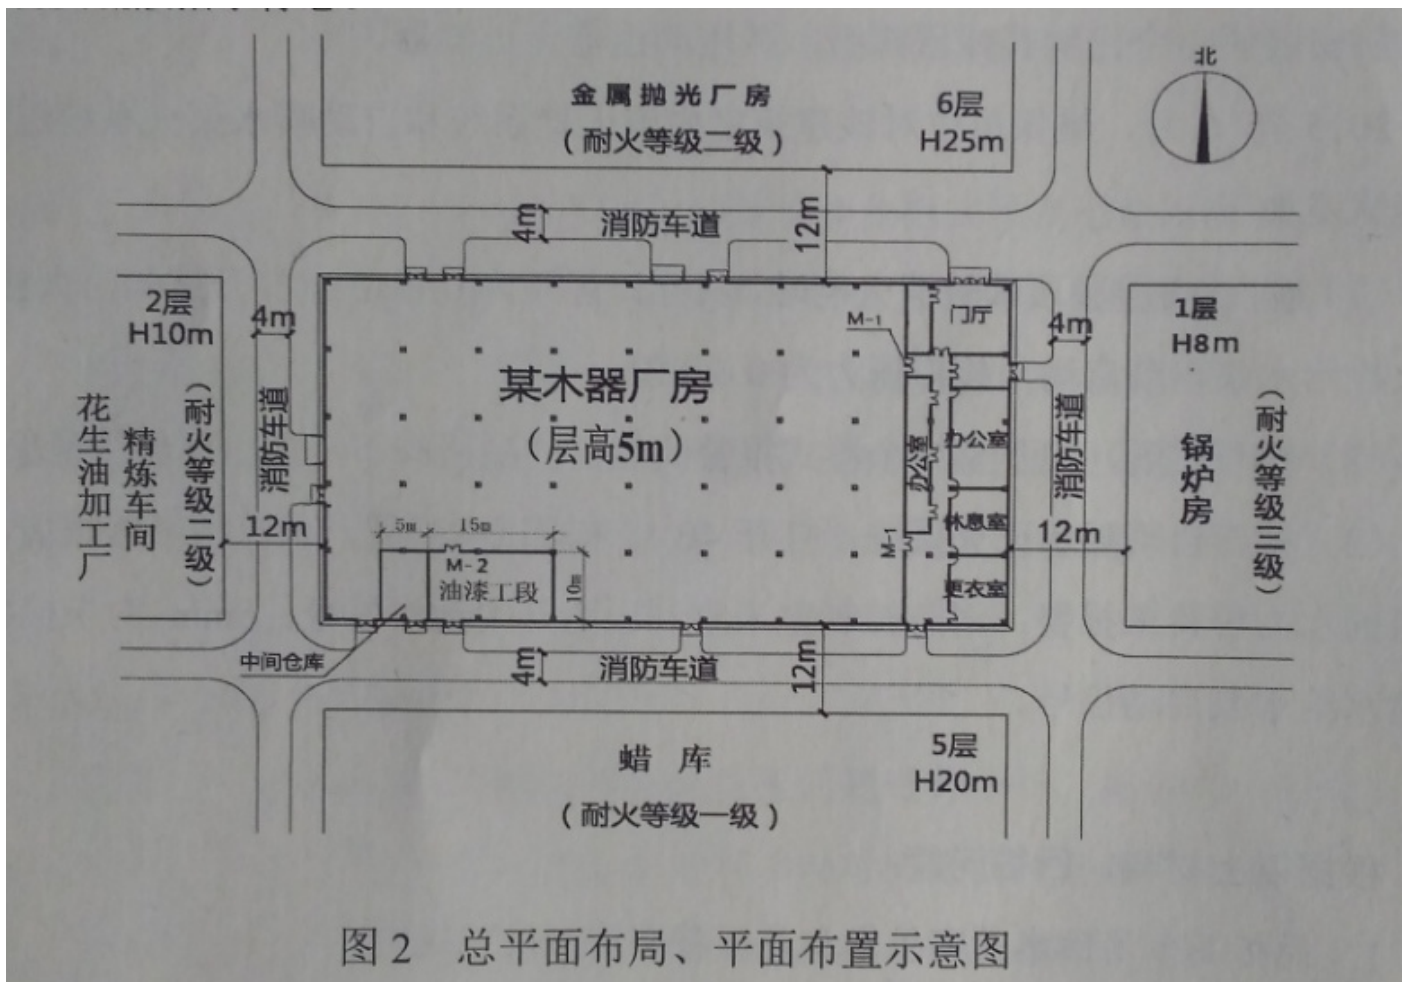 金属抛光厂房
（耐火等级二级）
6层
H25m
北
4m
消防车道
12m
2层
H10m
4m
M-1
门厅
4m
1层
H8m
某木器厂房
（层高5m）
花生油加工厂
精炼车间
（耐火等级二级）
消防车道
12m
办公室
办公室
消防车道
锅炉房
（耐火等级三级）
5m
15m
M-2
油漆工段
10m
M-1
休息室
12m
更衣室
中间仓库
4m
消防车道
12m
蜡库
（耐火等级一级）
5层
H20m
图2 总平面布局、平面布置示意图